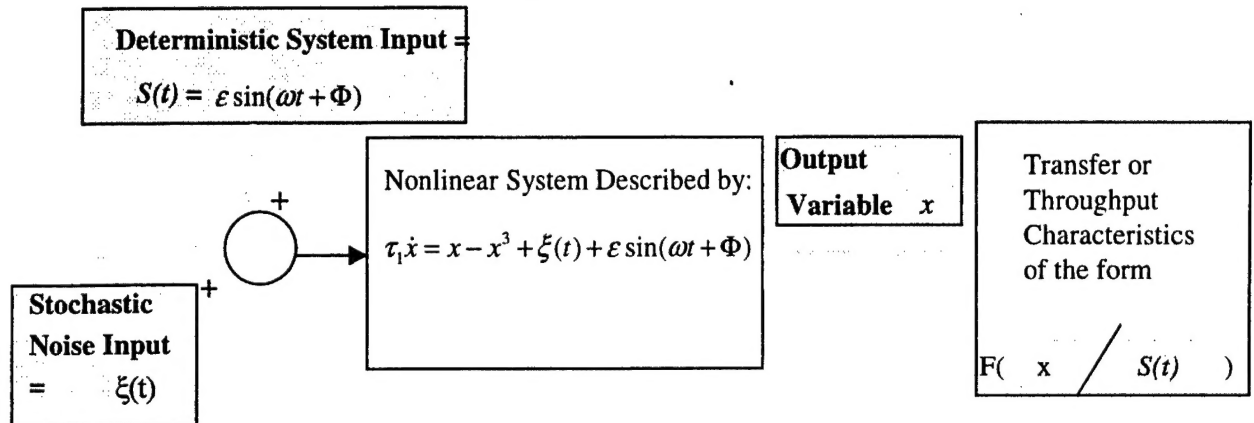 Deterministic System Input =
S(t) = ε sin(ωt + Φ)
+
+
Stochastic
Noise Input
= ξ(t)
Nonlinear System Described by:
τ₁ẋ = x − x³ + ξ(t) + ε sin(ωt + Φ)
Output
Variable x
Transfer or
Throughput
Characteristics
of the form
F( x / S(t) )